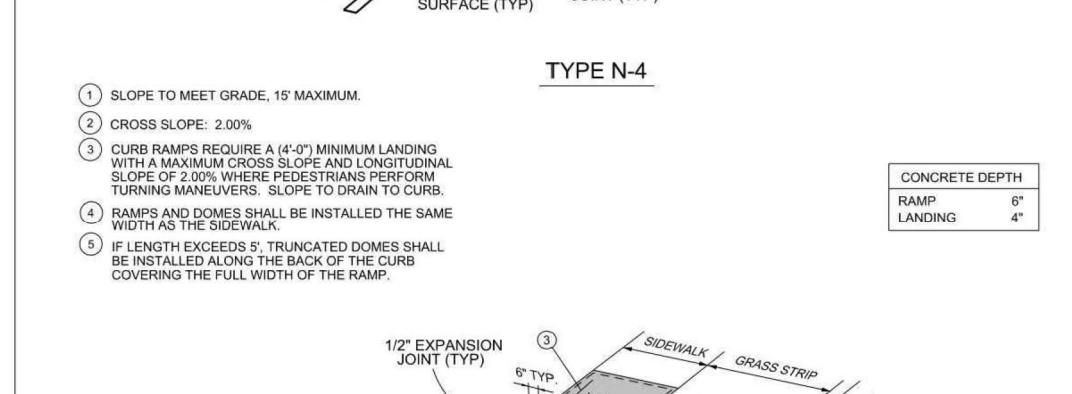 SURFACE (TYP)
TYPE N-4
1 SLOPE TO MEET GRADE, 15' MAXIMUM.
2 CROSS SLOPE: 2.00%
3 CURB RAMPS REQUIRE A (4'-0") MINIMUM LANDING
WITH A MAXIMUM CROSS SLOPE AND LONGITUDINAL
SLOPE OF 2.00% WHERE PEDESTRIANS PERFORM
TURNING MANEUVERS. SLOPE TO DRAIN TO CURB.
4 RAMPS AND DOMES SHALL BE INSTALLED THE SAME
WIDTH AS THE SIDEWALK.
5 IF LENGTH EXCEEDS 5', TRUNCATED DOMES SHALL
BE INSTALLED ALONG THE BACK OF THE CURB
COVERING THE FULL WIDTH OF THE RAMP.
CONCRETE DEPTH
RAMP 6"
LANDING 4"
1/2" EXPANSION
JOINT (TYP)
3
SIDEWALK
GRASS STRIP
6" TYP.